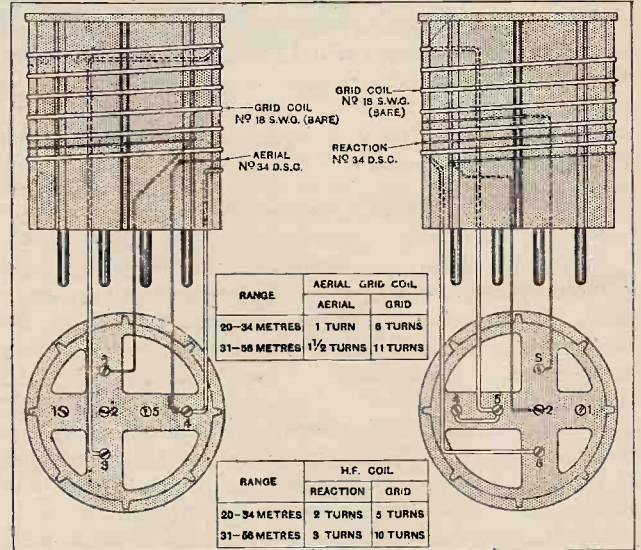 GRID COIL
Nº 18 S.W.G. (BARE)
AERIAL
Nº 34 D.S.C.
GRID COIL
Nº 18 S.W.G.
(BARE)
REACTION
Nº 34 D.S.C.
RANGE
AERIAL GRID COIL
AERIAL GRID
20–34 METRES 1 TURN 6 TURNS
31–56 METRES 1½ TURNS 11 TURNS
1 2 5
4
3
S
4 5 2 1
6
RANGE
H.F. COIL
REACTION GRID
20–34 METRES 2 TURNS 5 TURNS
31–56 METRES 3 TURNS 10 TURNS